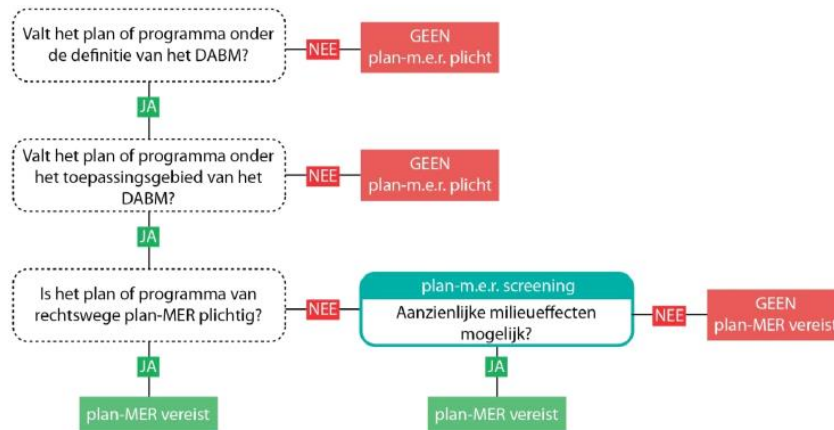 Valt het plan of programma onder
de definitie van het DABM?
NEE
GEEN
plan-m.e.r. plicht
JA
Valt het plan of programma onder
het toepassingsgebied van het
DABM?
NEE
GEEN
plan-m.e.r. plicht
JA
Is het plan of programma van
rechtswege plan-MER plichtig?
NEE
plan-m.e.r. screening
Aanzienlijke milieueffecten
mogelijk?
NEE
GEEN
plan-MER vereist
JA
JA
plan-MER vereist
plan-MER vereist